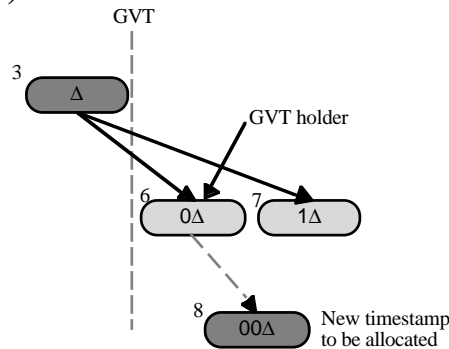 )
GVT
3
Δ
GVT holder
6
0Δ
7
1Δ
8
00Δ
New timestamp
to be allocated